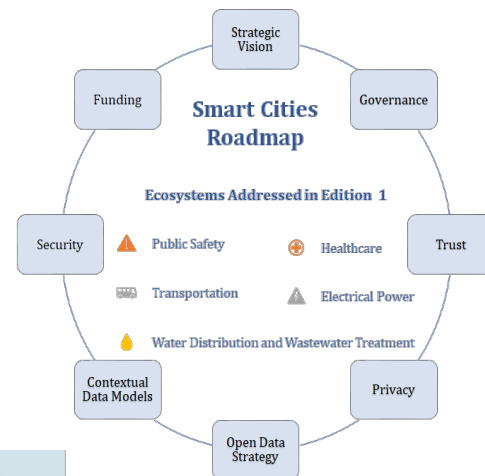 Strategic
Vision
Funding
Governance
Smart Cities
Roadmap
Ecosystems Addressed in Edition 1
Security
Public Safety
Healthcare
Trust
Transportation
Electrical Power
Water Distribution and Wastewater Treatment
Contextual
Data Models
Privacy
Open Data
Strategy